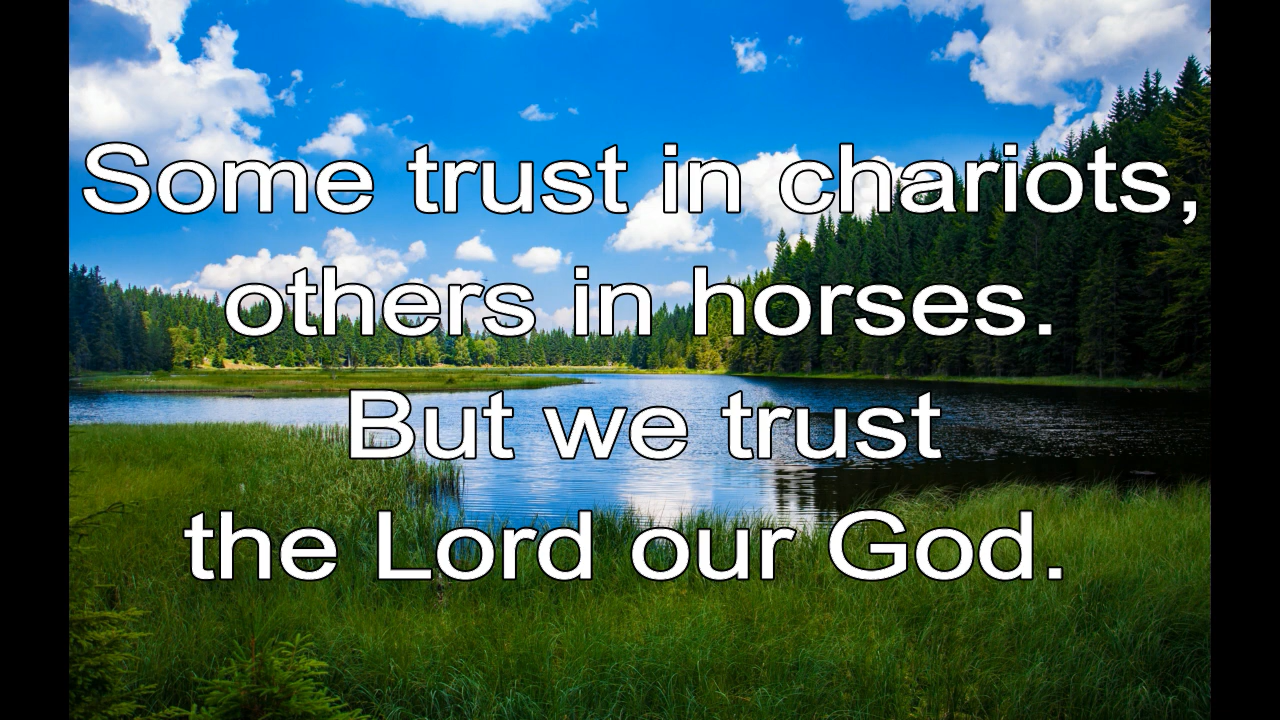 Some trust in chariots,
others in horses.
But we trust
the Lord our God.